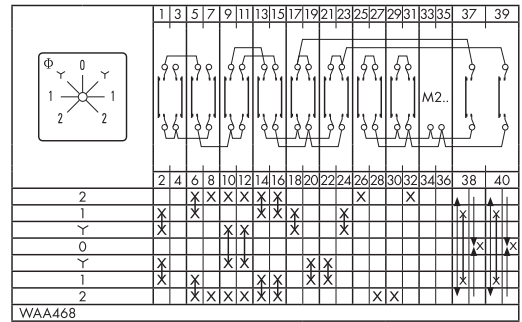 1 3 5 7 9 11 13 15 17 19 21 23 25 27 29 31 33 35 37 39
Φ 0
1 1
2 2
M2..
2 4 6 8 10 12 14 16 18 20 22 24 26 28 30 32 34 36 38 40
2 X X X X X X X X
1 X X X X X X X X
X X X X X
0 X X
X X X X X
1 X X X X X X X X
2 X X X X X X X X
WAA468